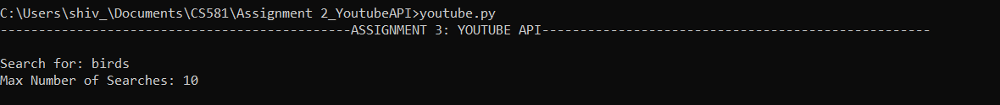 C:\Users\shiv_\Documents\CS581\Assignment 2_YoutubeAPI>youtube.py
----------------------------------------------ASSIGNMENT 3: YOUTUBE API---------------------------------------------------
Search for: birds
Max Number of Searches: 10